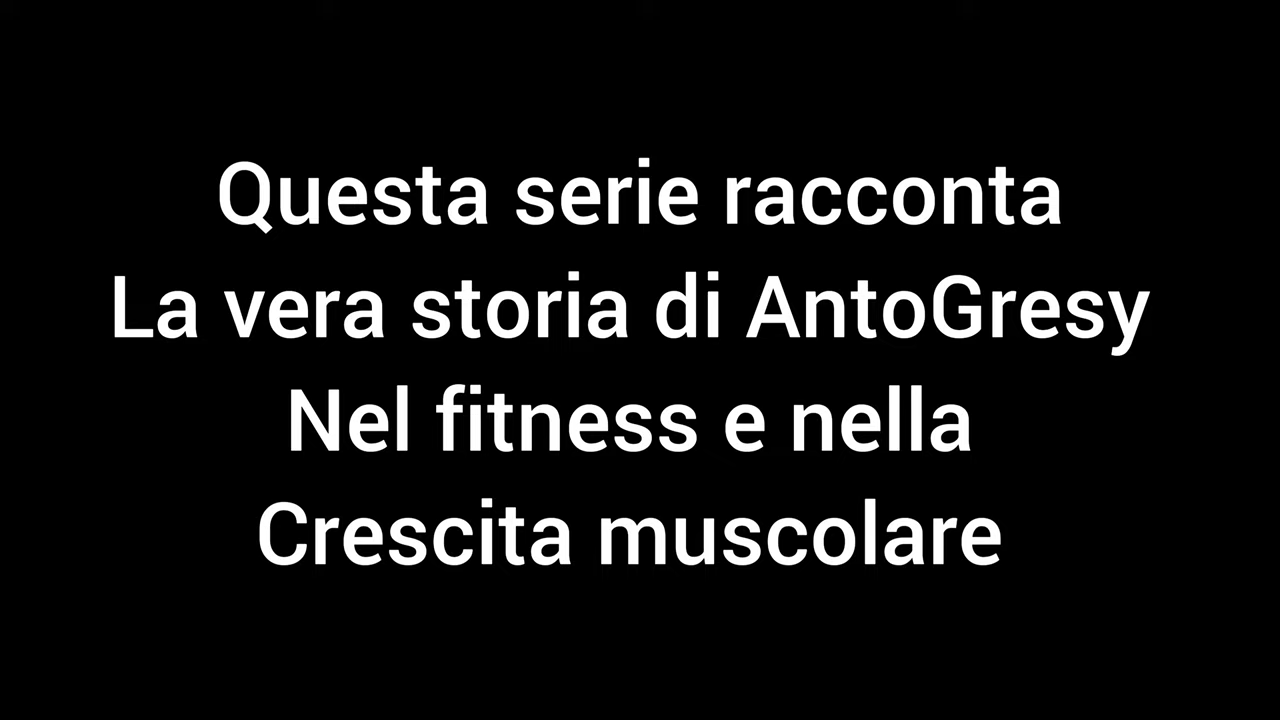 Questa serie racconta
La vera storia di AntoGresy
Nel fitness e nella
Crescita muscolare